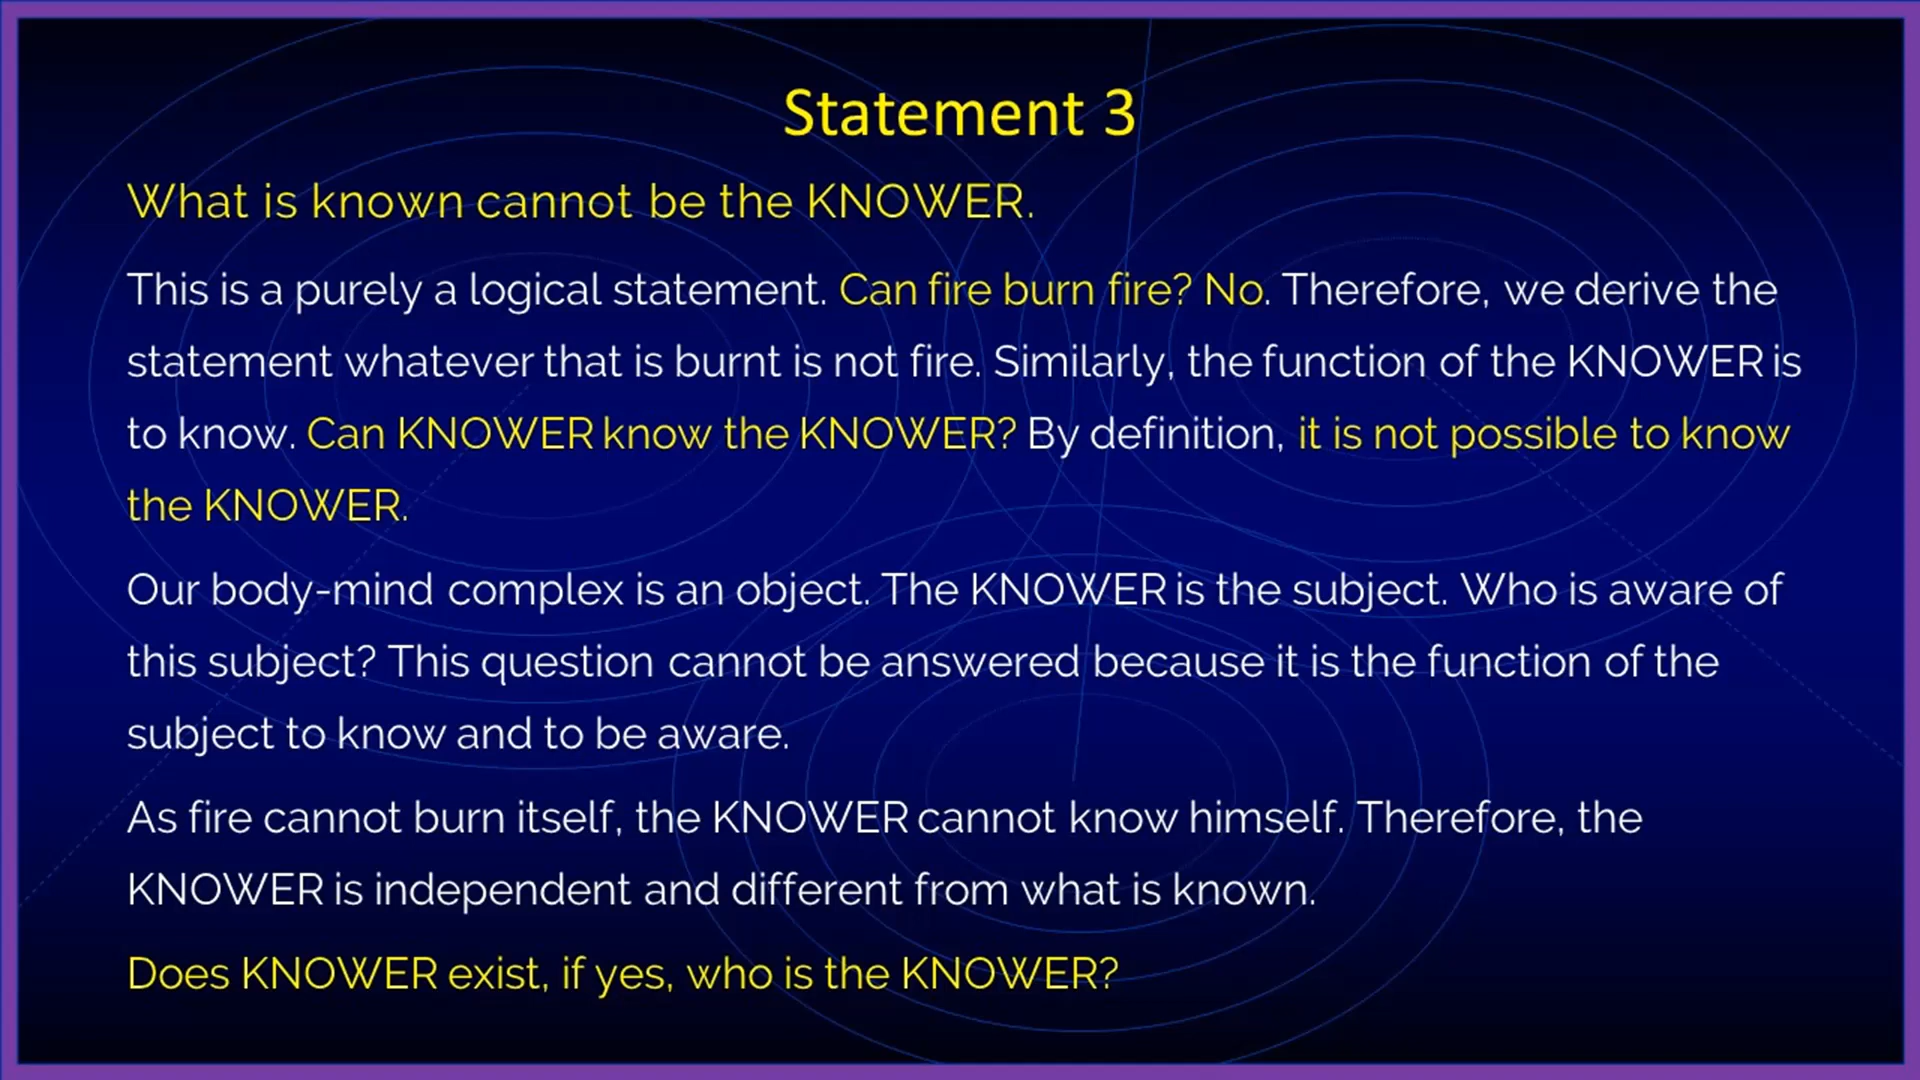 Statement 3
What is known cannot be the KNOWER.
This is a purely a logical statement. Can fire burn fire? No. Therefore, we derive the
statement whatever that is burnt is not fire. Similarly, the function of the KNOWER is
to know. Can KNOWER know the KNOWER? By definition, it is not possible to know
the KNOWER.
Our body-mind complex is an object. The KNOWER is the subject. Who is aware of
this subject? This question cannot be answered because it is the function of the
subject to know and to be aware.
As fire cannot burn itself, the KNOWER cannot know himself. Therefore, the
KNOWER is independent and different from what is known.
Does KNOWER exist, if yes, who is the KNOWER?